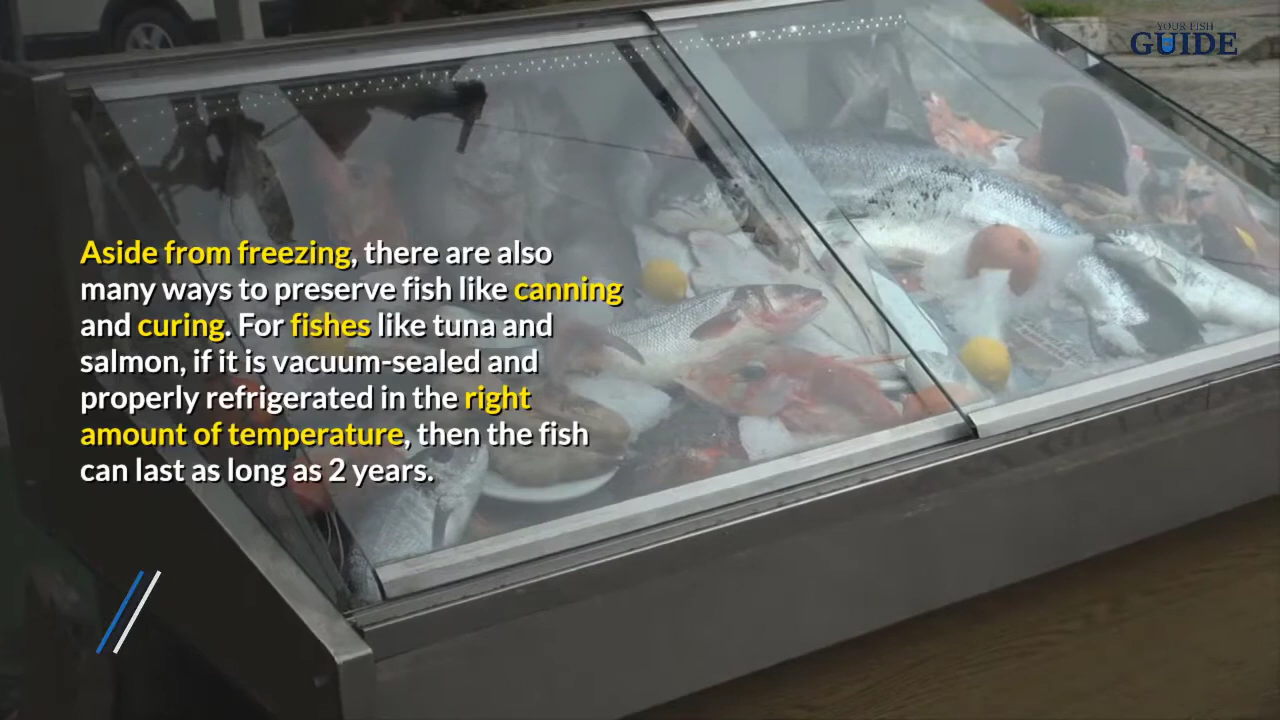 YOUR FISH
GUIDE
Aside from freezing, there are also
many ways to preserve fish like canning
and curing. For fishes like tuna and
salmon, if it is vacuum-sealed and
properly refrigerated in the right
amount of temperature, then the fish
can last as long as 2 years.